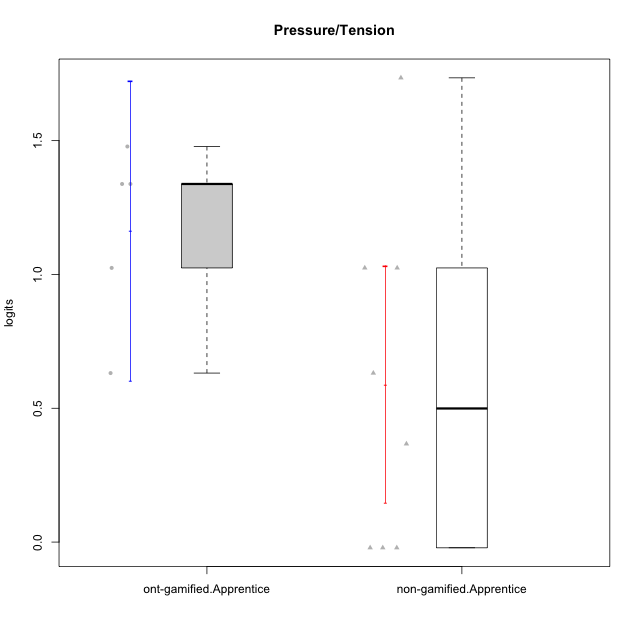 Pressure/Tension
logits
1.5
1.0
0.5
0.0
ont-gamified.Apprentice
non-gamified.Apprentice